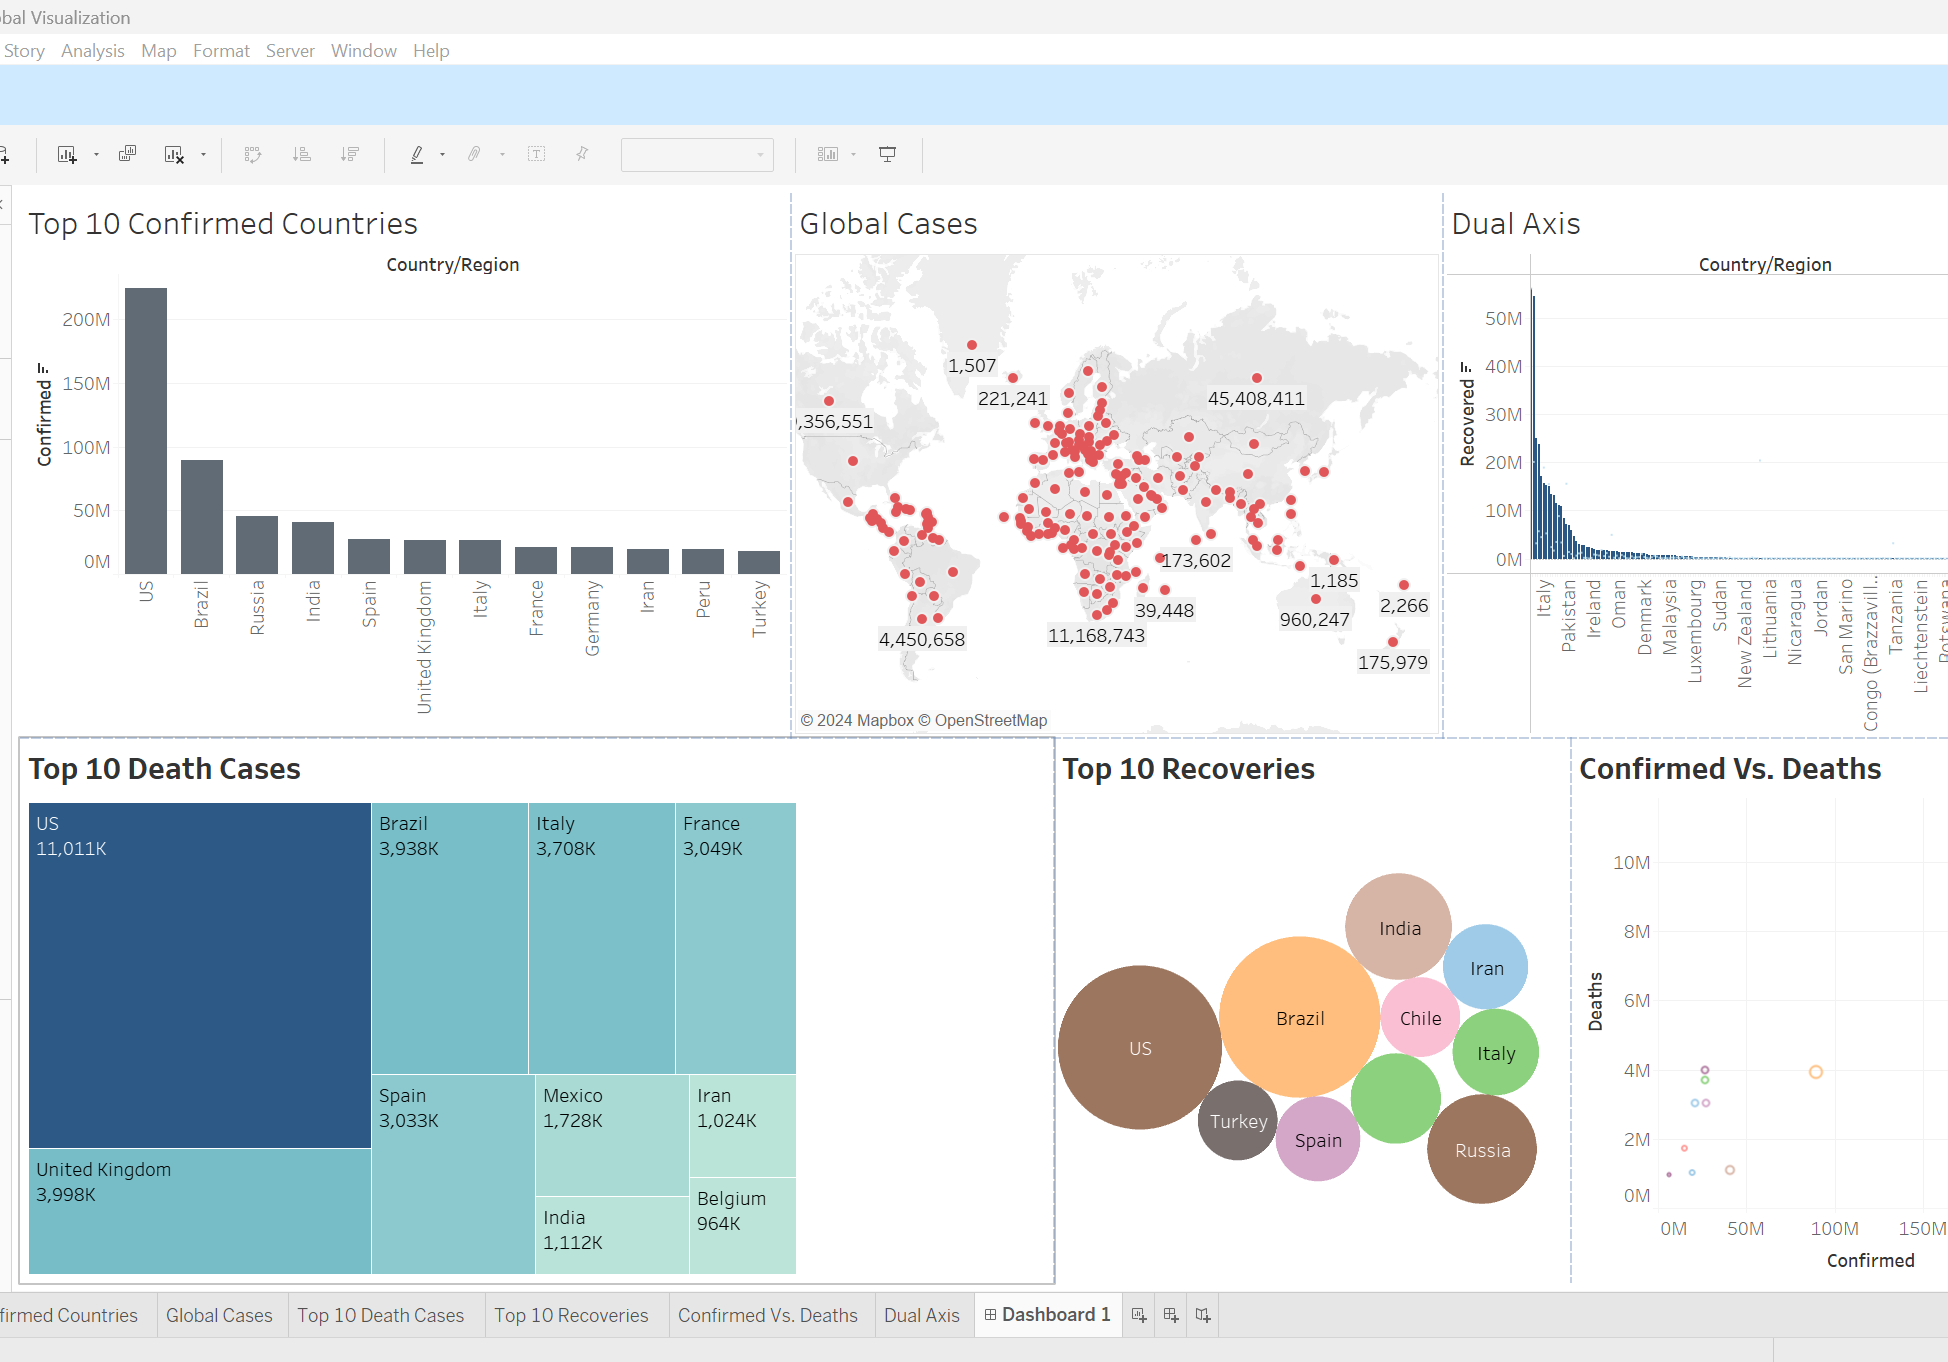 bal Visualization
Story Analysis Map Format Server Window Help
Top 10 Confirmed Countries
Country/Region
Confirmed
200M
150M
100M
50M
0M
US
Brazil
Russia
India
Spain
United Kingdom
Italy
France
Germany
Iran
Peru
Turkey
Global Cases
1,507
221,241
45,408,411
,356,551
173,602
1,185
39,448
960,247
2,266
4,450,658
11,168,743
175,979
© 2024 Mapbox © OpenStreetMap
Dual Axis
Country/Region
Recovered
50M
40M
30M
20M
10M
0M
Italy
Pakistan
Ireland
Oman
Denmark
Malaysia
Luxembourg
Sudan
New Zealand
Lithuania
Nicaragua
Jordan
San Marino
Congo (Brazzavill..
Tanzania
Liechtenstein
Botswana
Top 10 Death Cases
US
11,011K
Brazil
3,938K
Italy
3,708K
France
3,049K
Spain
3,033K
Mexico
1,728K
Iran
1,024K
United Kingdom
3,998K
Belgium
964K
India
1,112K
Top 10 Recoveries
India
Iran
Brazil
Chile
US
Italy
Turkey
Spain
Russia
Confirmed Vs. Deaths
Deaths
10M
8M
6M
4M
2M
0M
0M 50M 100M 150M
Confirmed
firmed Countries Global Cases Top 10 Death Cases Top 10 Recoveries Confirmed Vs. Deaths Dual Axis Dashboard 1